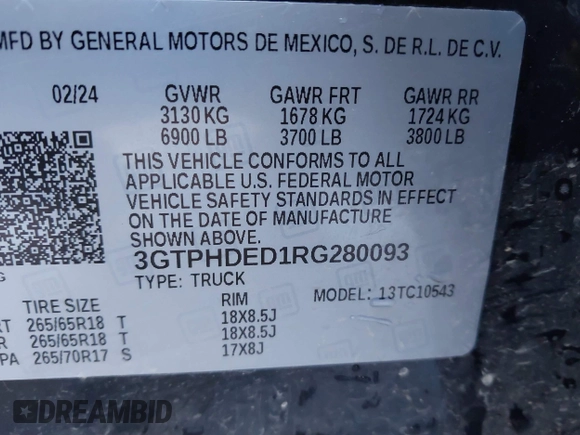 MFD BY GENERAL MOTORS DE MEXICO, S. DE R.L. DE C.V.
02/24 GVWR GAWR FRT GAWR RR
3130 KG 1678 KG 1724 KG
6900 LB 3700 LB 3800 LB
THIS VEHICLE CONFORMS TO ALL
APPLICABLE U.S. FEDERAL MOTOR
VEHICLE SAFETY STANDARDS IN EFFECT
ON THE DATE OF MANUFACTURE
SHOWN ABOVE.
3GTPHDED1RG280093
G
TYPE: TRUCK MODEL: 13TC10543
TIRE SIZE RIM
RT 265/65R18 T 18X8.5J
R 265/65R18 T 18X8.5J
PA 265/70R17 S 17X8J
DREAMBID